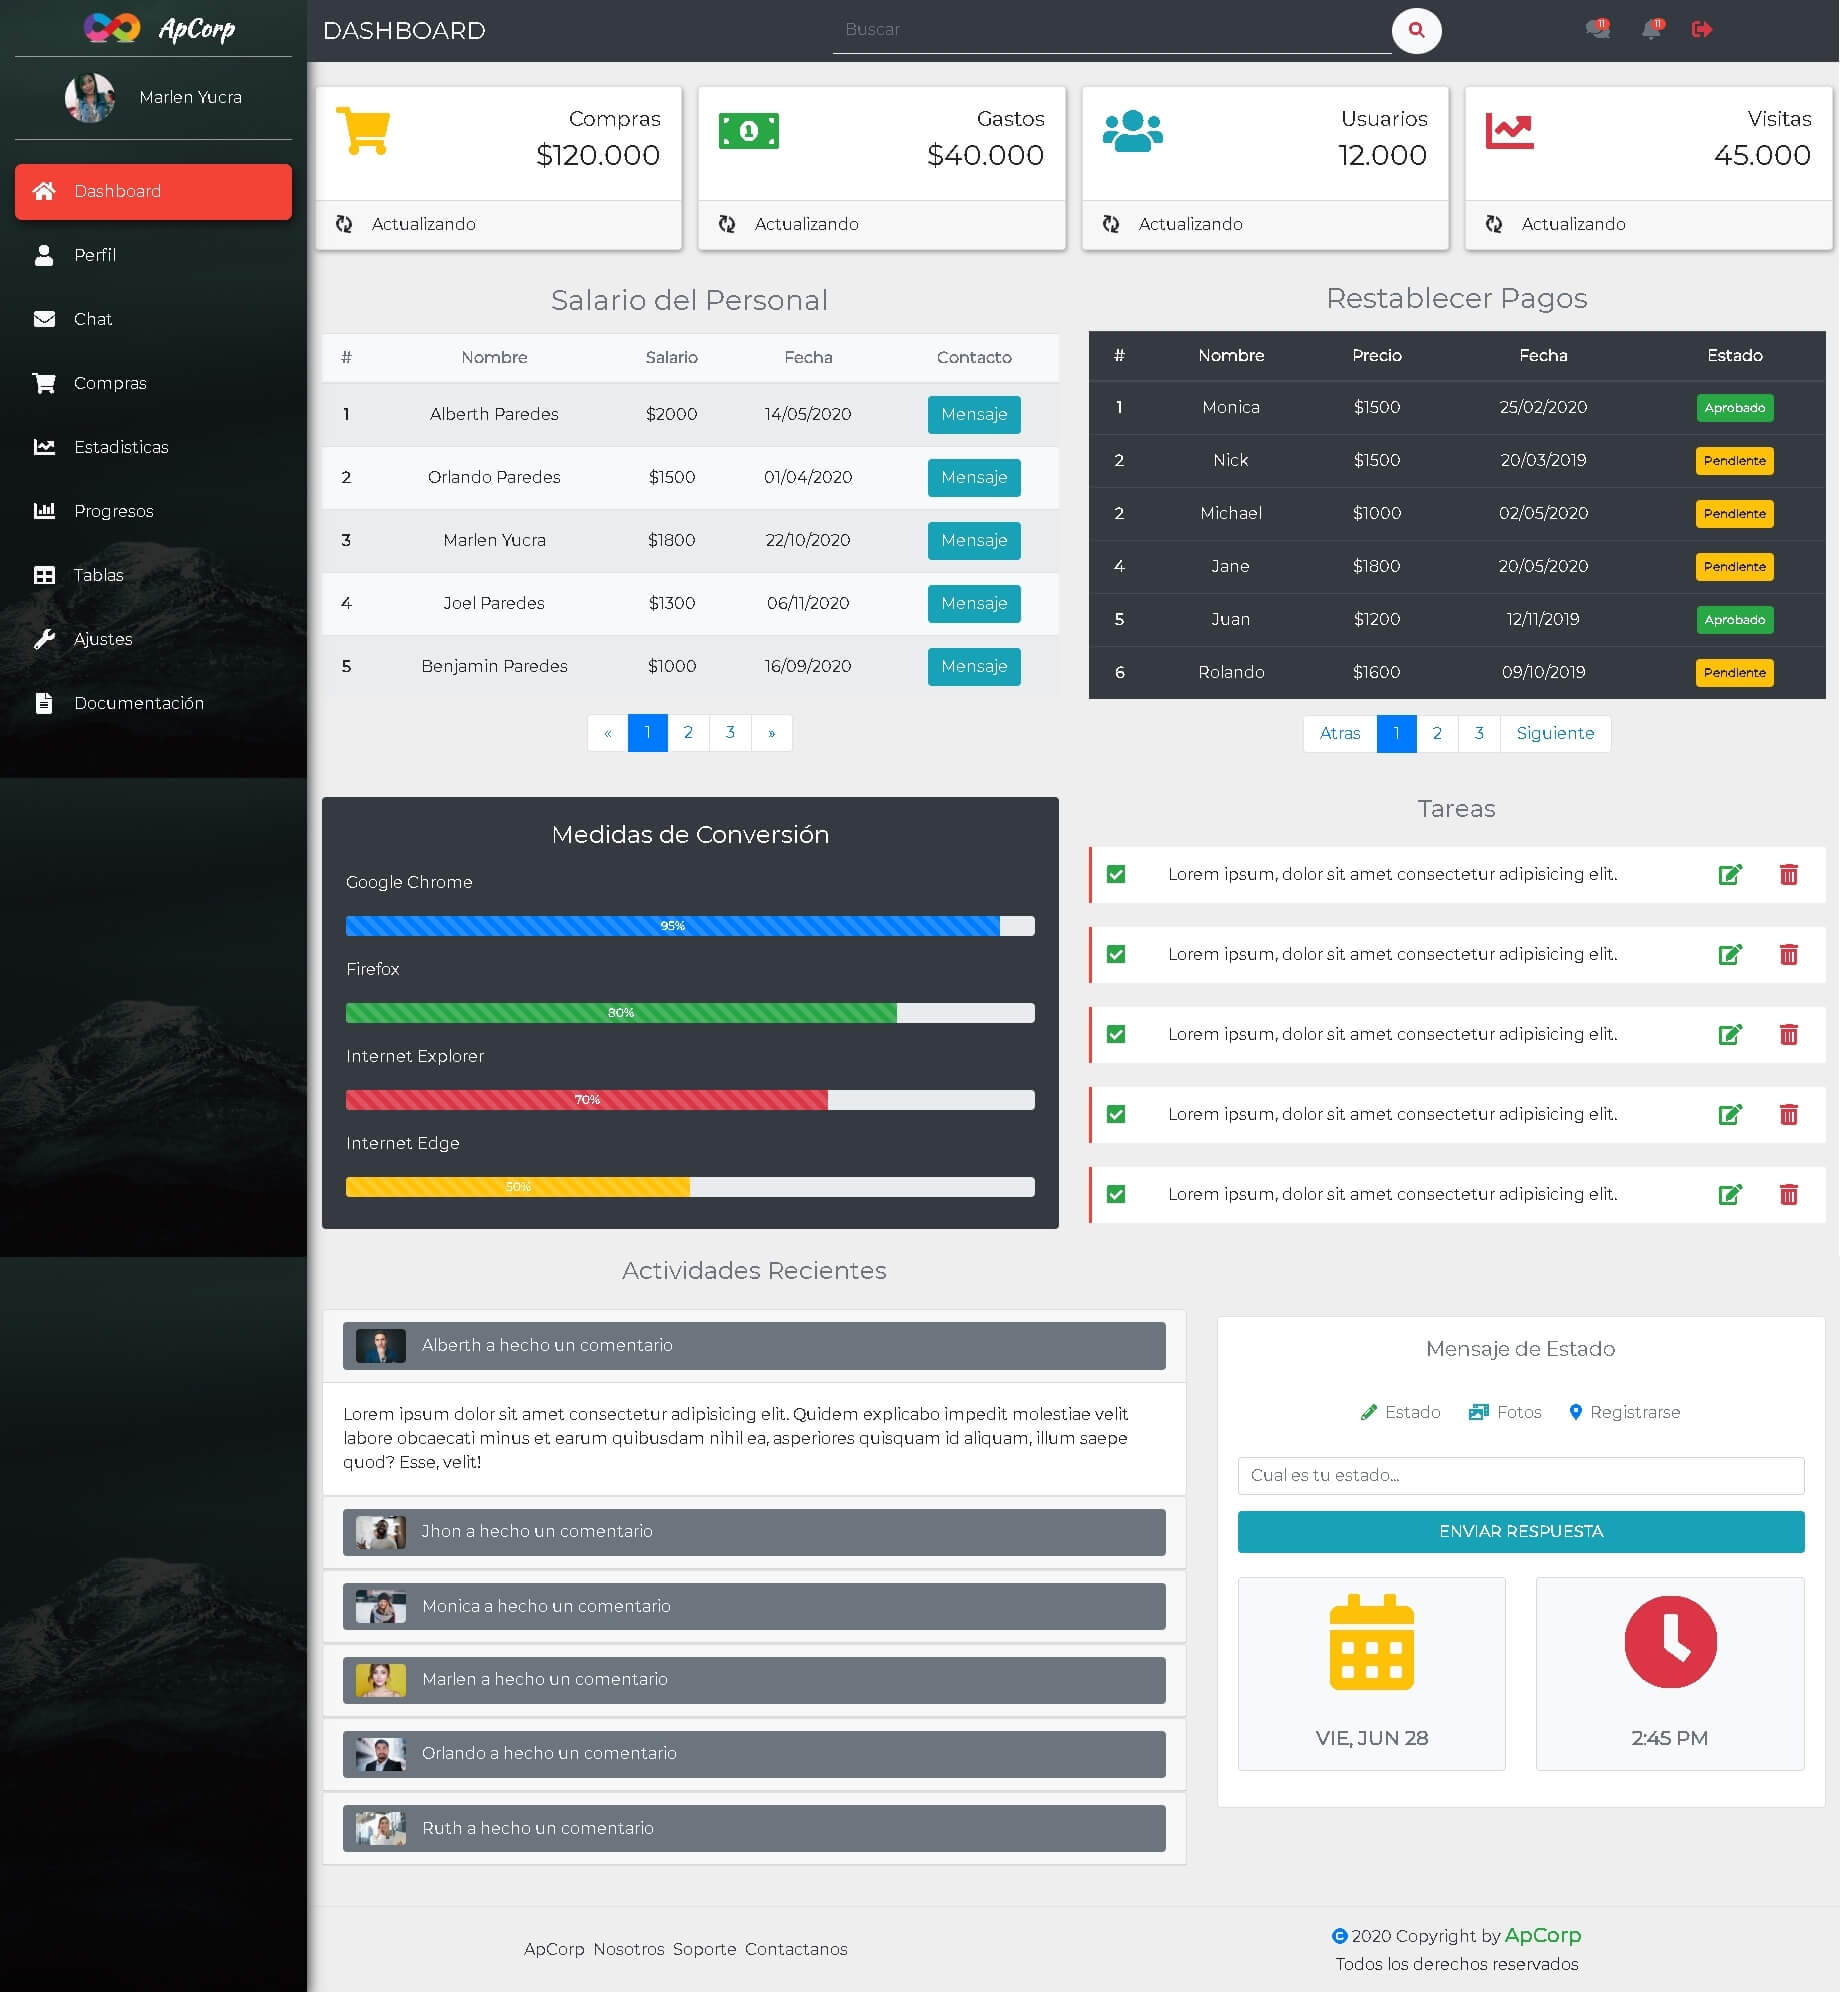 ApCorp
Marlen Yucra
Dashboard
Perfil
Chat
Compras
Estadisticas
Progresos
Tablas
Ajustes
Documentación
DASHBOARD
Buscar
11
11
Compras
$120.000
Actualizando
Gastos
$40.000
Actualizando
Usuarios
12.000
Actualizando
Visitas
45.000
Actualizando
Salario del Personal
# Nombre Salario Fecha Contacto
1 Alberth Paredes $2000 14/05/2020 Mensaje
2 Orlando Paredes $1500 01/04/2020 Mensaje
3 Marlen Yucra $1800 22/10/2020 Mensaje
4 Joel Paredes $1300 06/11/2020 Mensaje
5 Benjamin Paredes $1000 16/09/2020 Mensaje
« 1 2 3 »
Restablecer Pagos
# Nombre Precio Fecha Estado
1 Monica $1500 25/02/2020 Aprobado
2 Nick $1500 20/03/2019 Pendiente
2 Michael $1000 02/05/2020 Pendiente
4 Jane $1800 20/05/2020 Pendiente
5 Juan $1200 12/11/2019 Aprobado
6 Rolando $1600 09/10/2019 Pendiente
Atras 1 2 3 Siguiente
Medidas de Conversión
Google Chrome
95%
Firefox
80%
Internet Explorer
70%
Internet Edge
50%
Tareas
Lorem ipsum, dolor sit amet consectetur adipisicing elit.
Lorem ipsum, dolor sit amet consectetur adipisicing elit.
Lorem ipsum, dolor sit amet consectetur adipisicing elit.
Lorem ipsum, dolor sit amet consectetur adipisicing elit.
Lorem ipsum, dolor sit amet consectetur adipisicing elit.
Actividades Recientes
Alberth a hecho un comentario
Lorem ipsum dolor sit amet consectetur adipisicing elit. Quidem explicabo impedit molestiae velit
labore obcaecati minus et earum quibusdam nihil ea, asperiores quisquam id aliquam, illum saepe
quod? Esse, velit!
Jhon a hecho un comentario
Monica a hecho un comentario
Marlen a hecho un comentario
Orlando a hecho un comentario
Ruth a hecho un comentario
Mensaje de Estado
Estado Fotos Registrarse
Cual es tu estado...
ENVIAR RESPUESTA
VIE, JUN 28
2:45 PM
ApCorp Nosotros Soporte Contactanos
© 2020 Copyright by ApCorp
Todos los derechos reservados